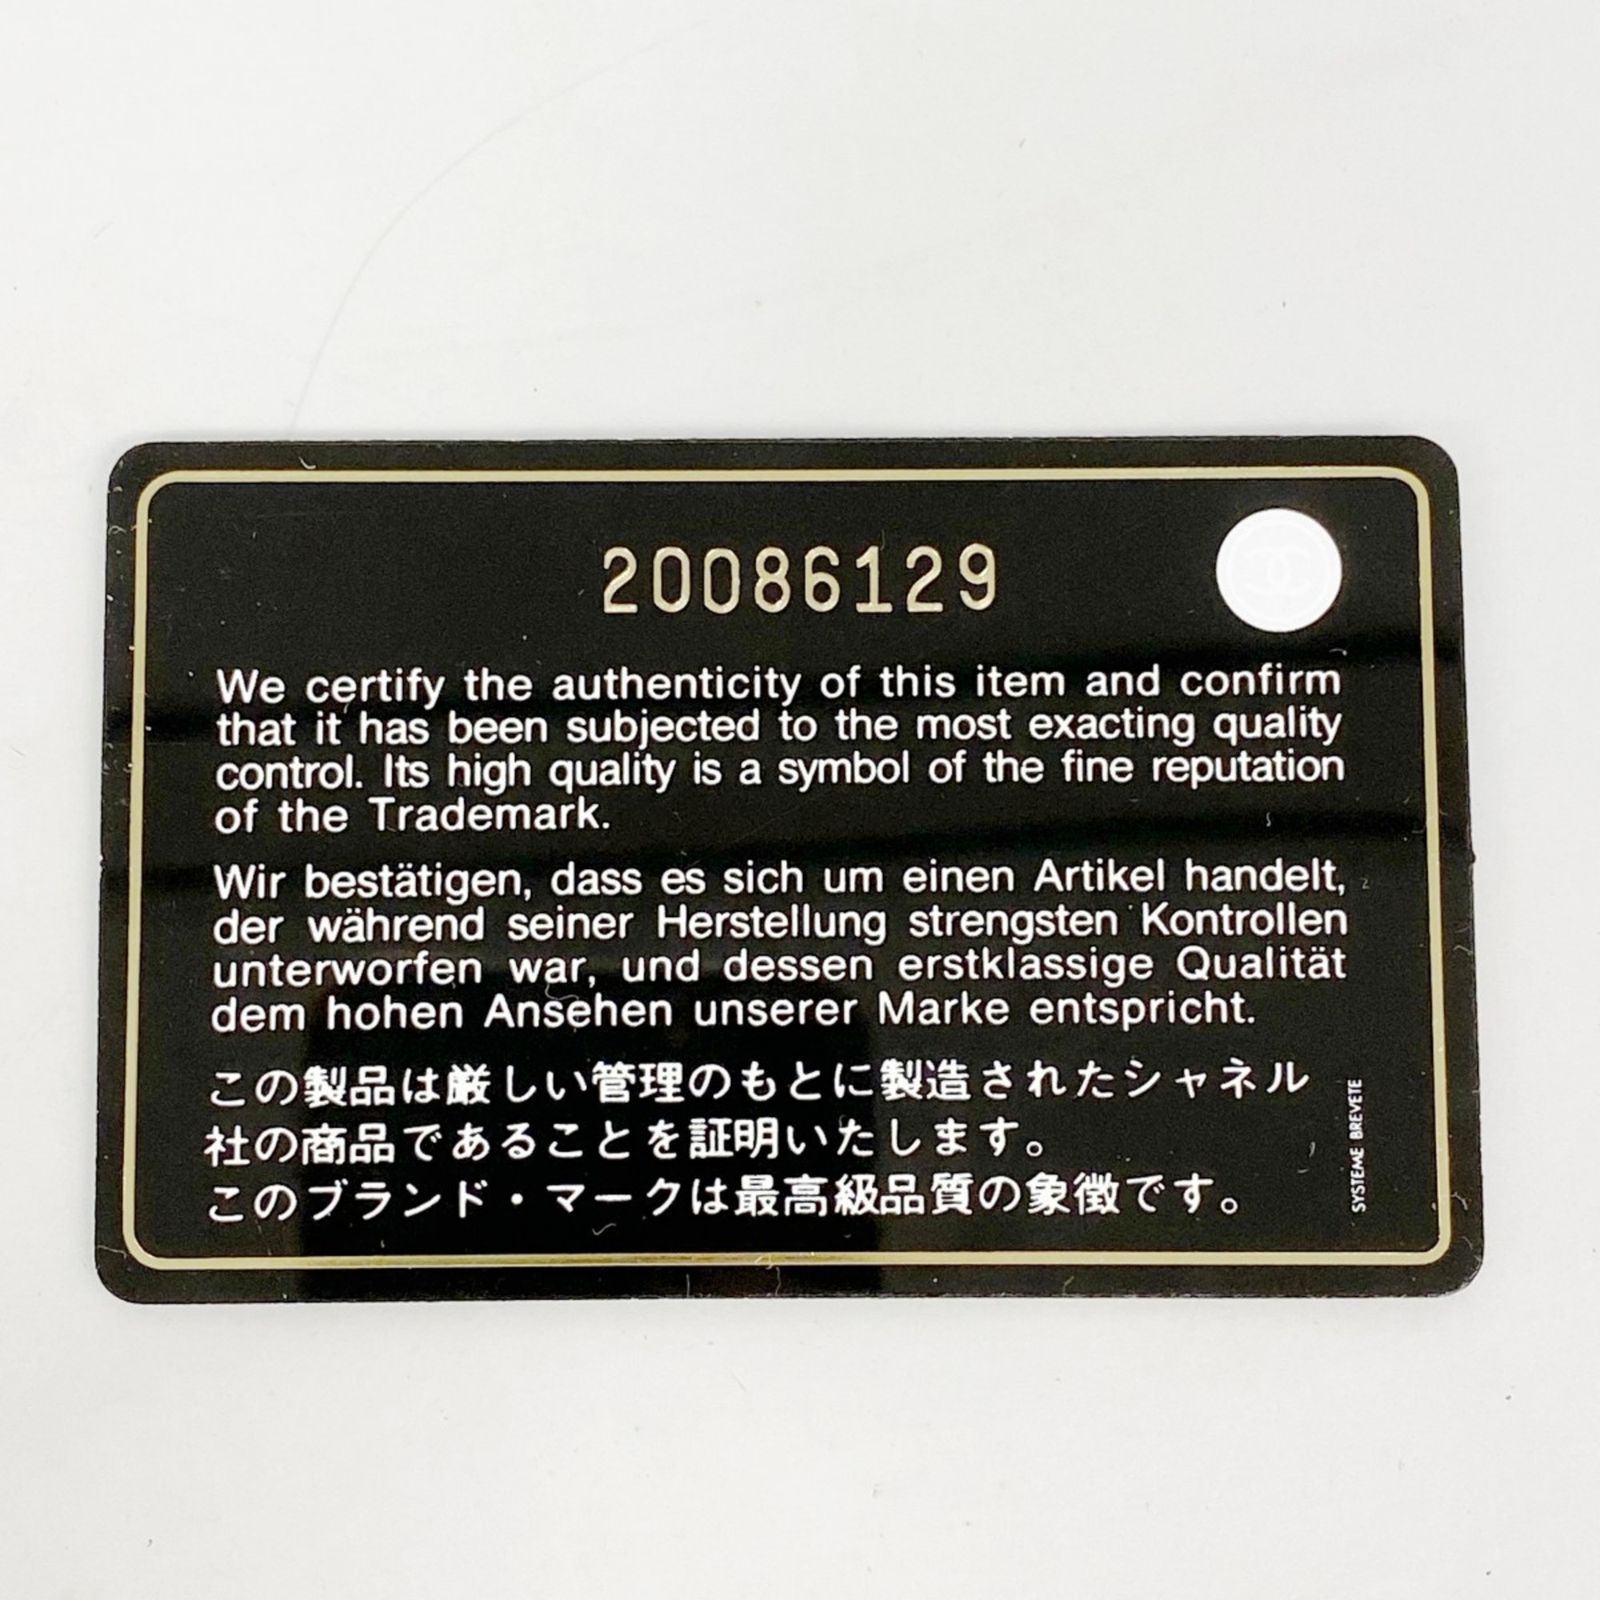 20086129
We certify the authenticity of this item and confirm
that it has been subjected to the most exacting quality
control. Its high quality is a symbol of the fine reputation
of the Trademark.
Wir bestätigen, dass es sich um einen Artikel handelt,
der während seiner Herstellung strengsten Kontrollen
unterworfen war, und dessen erstklassige Qualität
dem hohen Ansehen unserer Marke entspricht.
この製品は厳しい管理のもとに製造されたシャネル
社の商品であることを証明いたします。
このブランド・マークは最高級品質の象徴です。
SYSTEME BREVETE